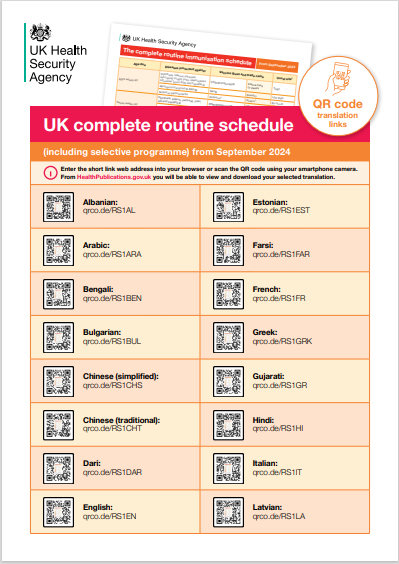 UK Health
Security
Agency
UK Health Security Agency
The complete routine immunisation schedule
from September 2024
QR code
translation
links
UK complete routine schedule
(including selective programme) from September 2024
Enter the short link web address into your browser or scan the QR code using your smartphone camera.
From HealthPublications.gov.uk you will be able to view and download your selected translation.
Albanian:
qrco.de/RS1AL
Estonian:
qrco.de/RS1EST
Arabic:
qrco.de/RS1ARA
Farsi:
qrco.de/RS1FAR
Bengali:
qrco.de/RS1BEN
French:
qrco.de/RS1FR
Bulgarian:
qrco.de/RS1BUL
Greek:
qrco.de/RS1GRK
Chinese (simplified):
qrco.de/RS1CHS
Gujarati:
qrco.de/RS1GR
Chinese (traditional):
qrco.de/RS1CHT
Hindi:
qrco.de/RS1HI
Dari:
qrco.de/RS1DAR
Italian:
qrco.de/RS1IT
English:
qrco.de/RS1EN
Latvian:
qrco.de/RS1LA